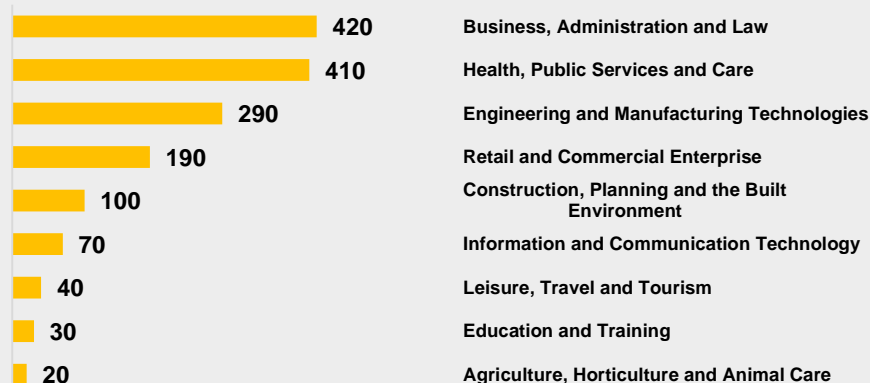 420 Business, Administration and Law
410 Health, Public Services and Care
290 Engineering and Manufacturing Technologies
190 Retail and Commercial Enterprise
100 Construction, Planning and the Built
Environment
70 Information and Communication Technology
40 Leisure, Travel and Tourism
30 Education and Training
20 Agriculture, Horticulture and Animal Care